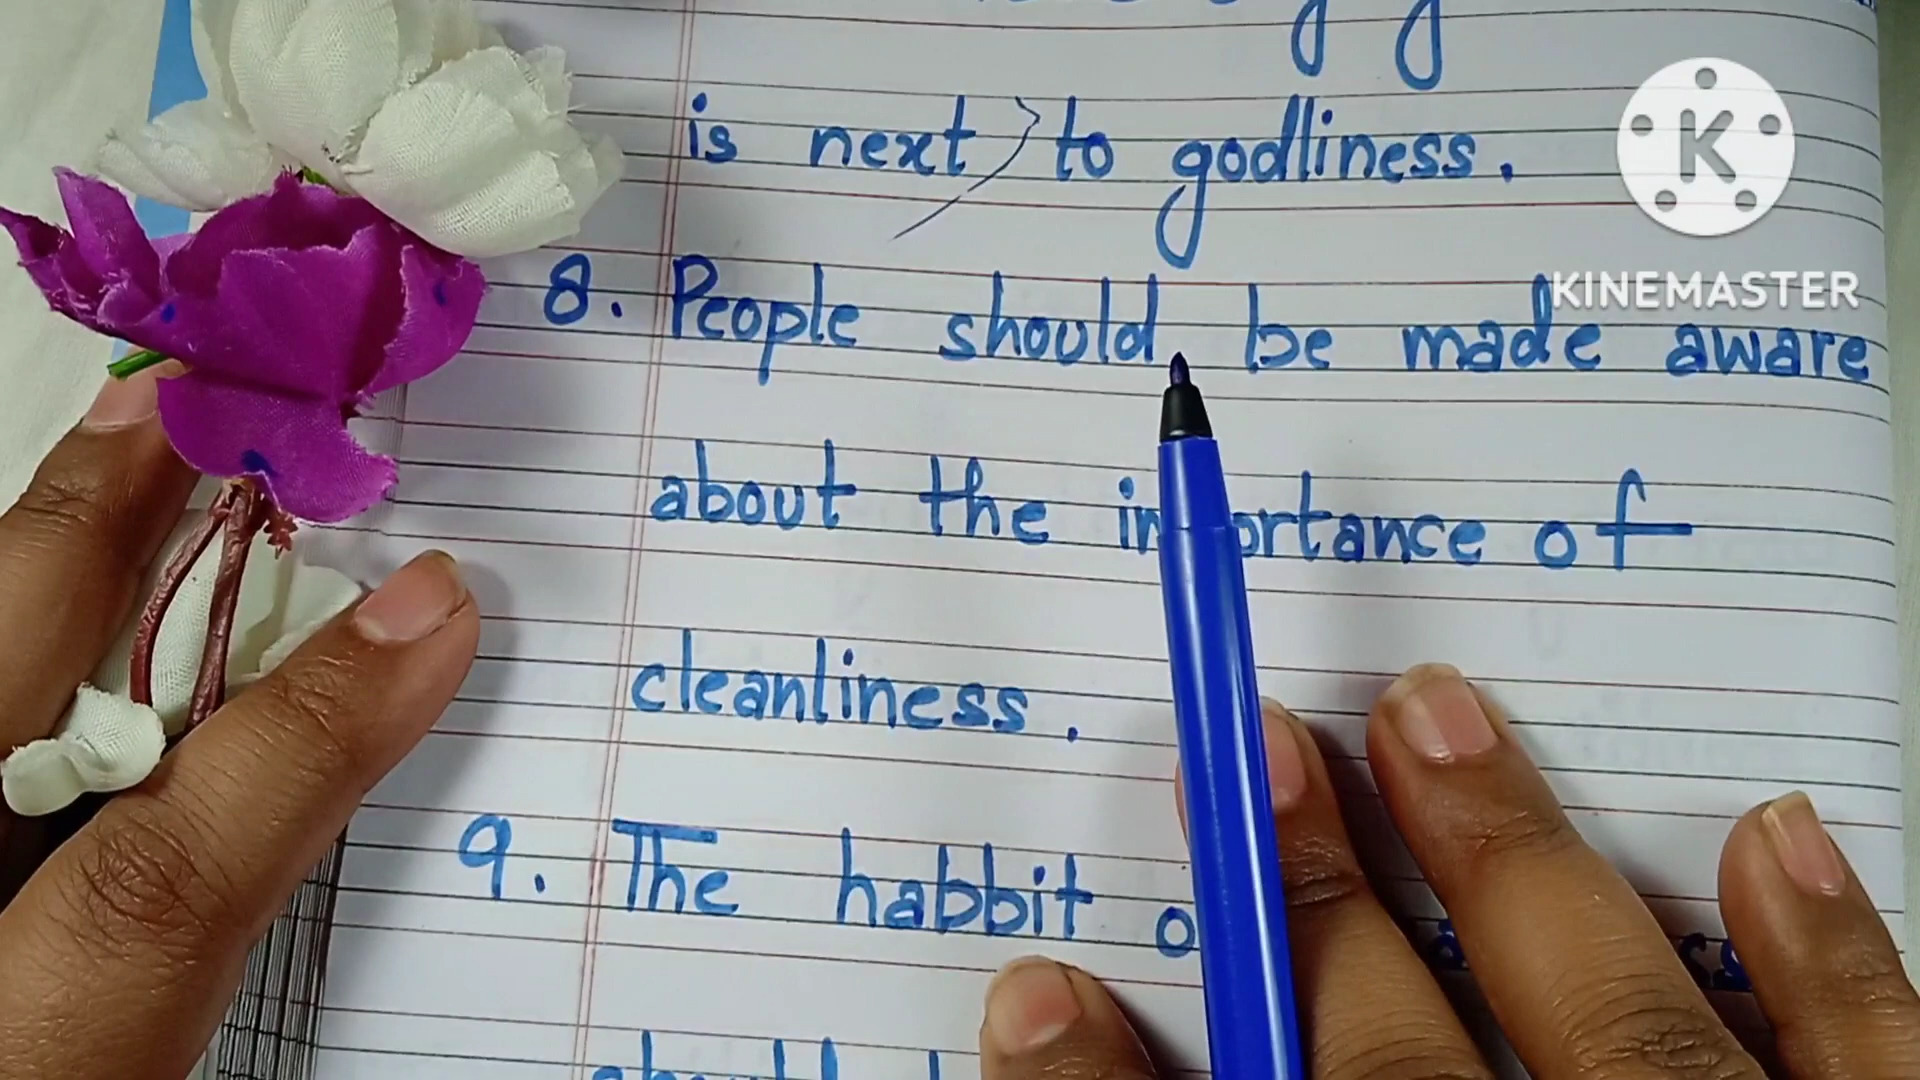 is next to godliness.
8. People should be made aware
about the importance of
cleanliness.
9. The habbit
should
K
KINEMASTER